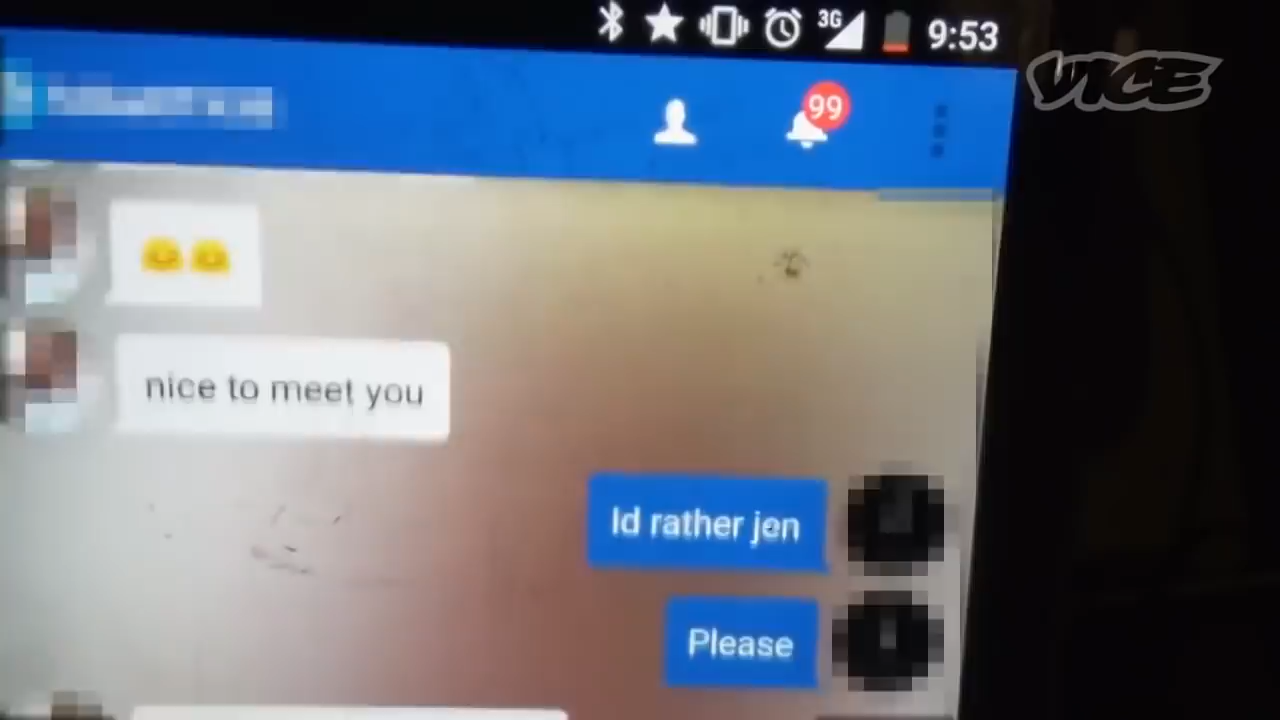 3G 9:53
VICE
99
nice to meet you
Id rather jen
Please